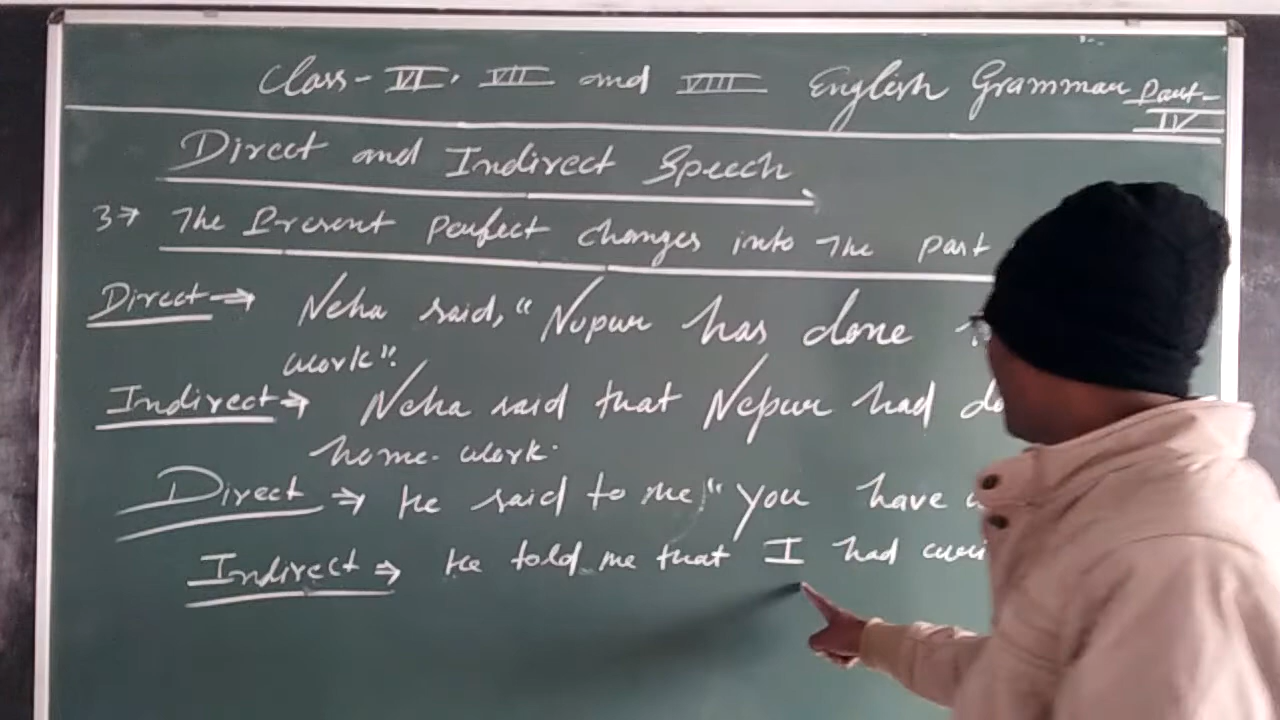 Class - VI, VII and VIII English Grammar Part-
IV
Direct and Indirect Speech
3→ The Present Perfect changes into The Past
Direct ⇒ Neha said, "Nupur has done
work".
Indirect ⇒ Neha said that Nepur had
home-work.
Direct ⇒ He said to me, "you have
Indirect ⇒ He told me that I had